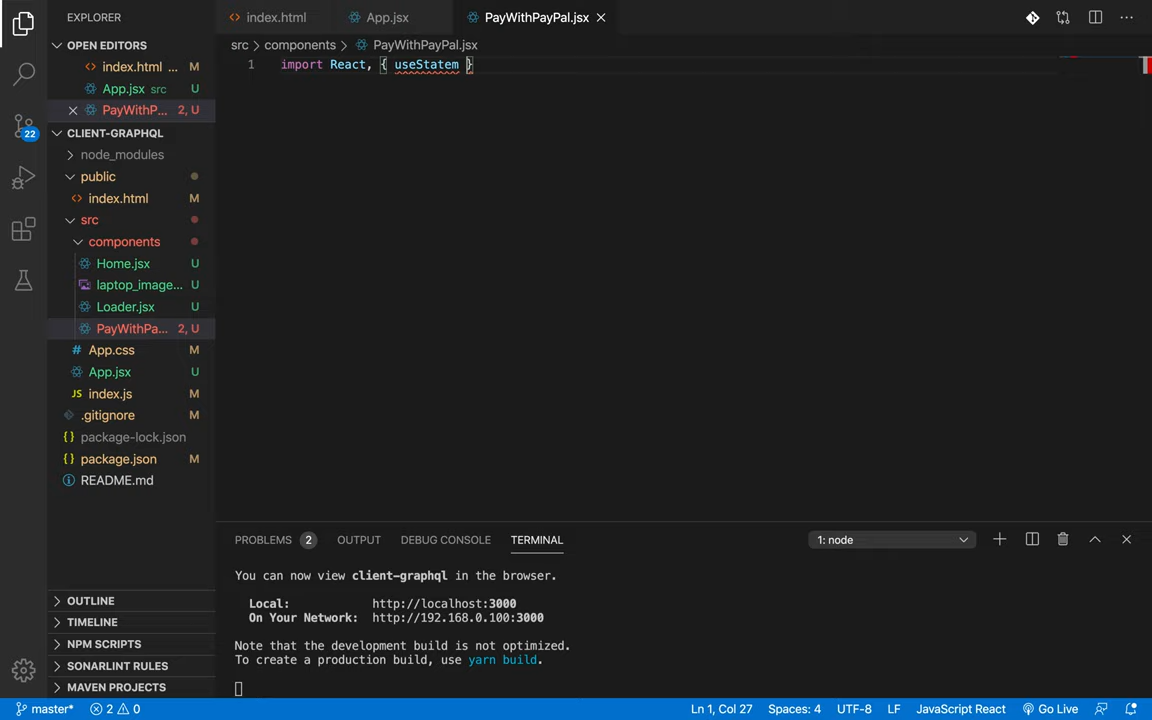 EXPLORER
index.html
App.jsx
PayWithPayPal.jsx
OPEN EDITORS
src > components > PayWithPayPal.jsx
index.html ... M
1 import React, { useStatem }
App.jsx src U
PayWithP... 2, U
CLIENT-GRAPHQL
node_modules
public
index.html M
src
components
Home.jsx U
laptop_image... U
Loader.jsx U
PayWithPa... 2, U
# App.css M
App.jsx U
JS index.js M
.gitignore M
{} package-lock.json
{} package.json M
README.md
22
OUTLINE
TIMELINE
NPM SCRIPTS
SONARLINT RULES
MAVEN PROJECTS
PROBLEMS 2 OUTPUT DEBUG CONSOLE TERMINAL 1: node
You can now view client-graphql in the browser.
Local: http://localhost:3000
On Your Network: http://192.168.0.100:3000
Note that the development build is not optimized.
To create a production build, use yarn build.
master* 2 0 Ln 1, Col 27 Spaces: 4 UTF-8 LF JavaScript React Go Live